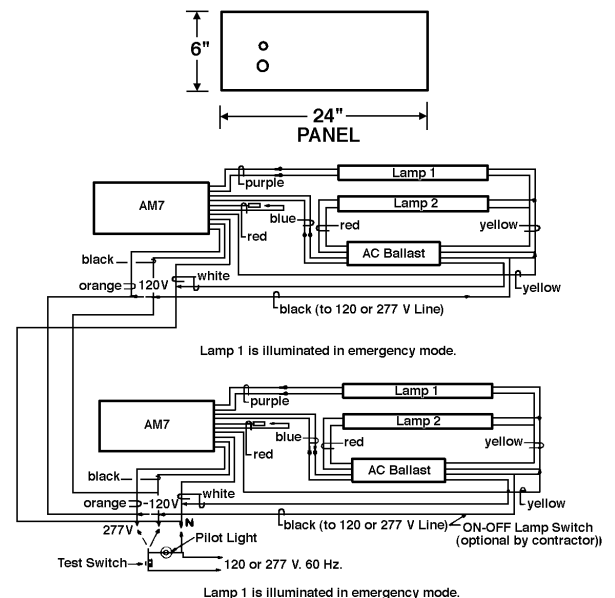 6"
24"
PANEL
Lamp 1
purple
AM7
Lamp 2
blue
red
yellow
red
AC Ballast
black
white
orange
120V
yellow
black (to 120 or 277 V Line)
Lamp 1 is illuminated in emergency mode.
Lamp 1
purple
AM7
Lamp 2
blue
red
yellow
red
AC Ballast
black
white
orange
120V
yellow
277V
N
black (to 120 or 277 V Line)
ON-OFF Lamp Switch
(optional by contractor))
Pilot Light
Test Switch
120 or 277 V. 60 Hz.
Lamp 1 is illuminated in emergency mode.